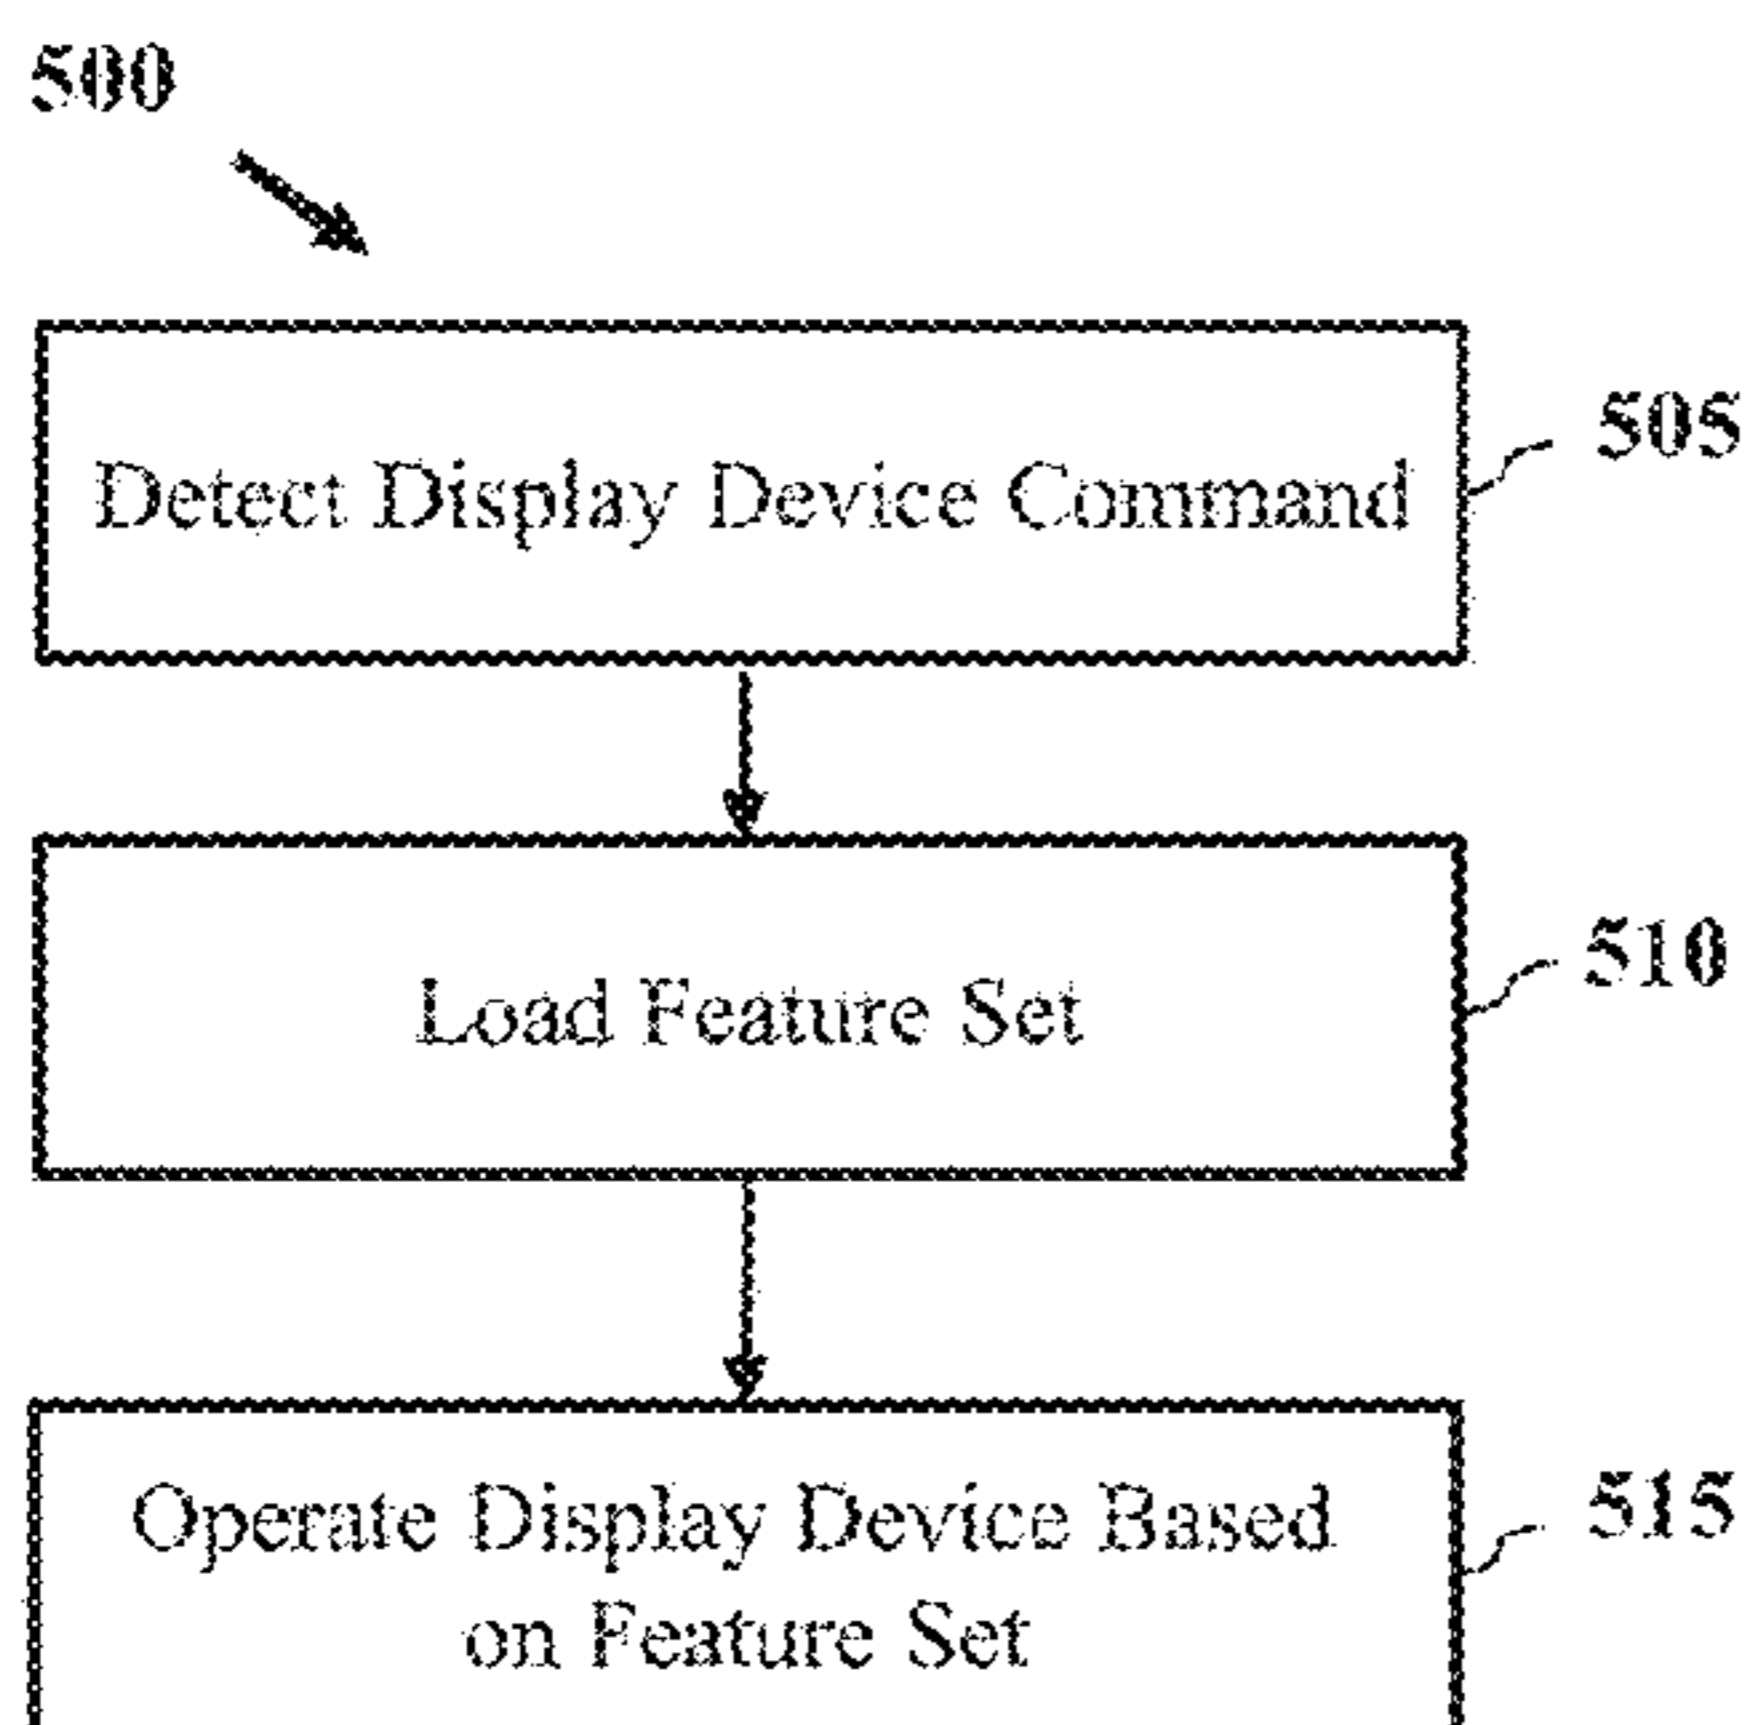 500
Detect Display Device Command
505
Load Feature Set
510
Operate Display Device Based
on Feature Set
515